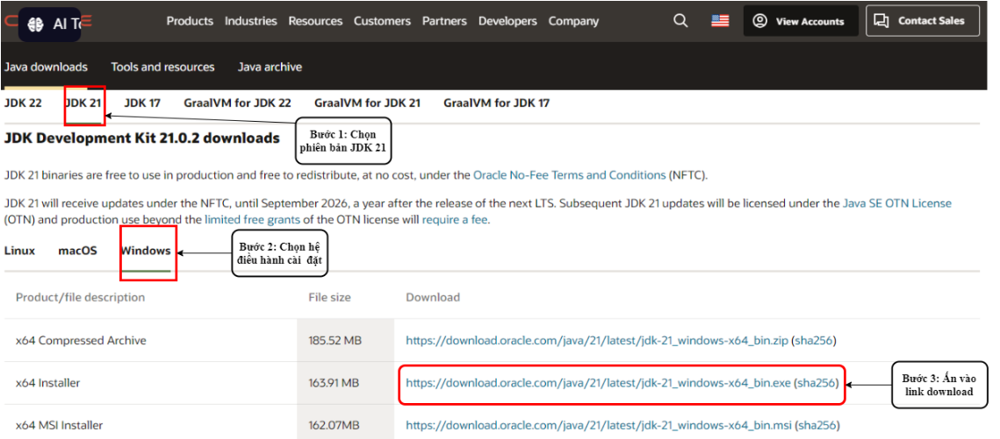 AI To
Products Industries Resources Customers Partners Developers Company
View Accounts
Contact Sales
Java downloads Tools and resources Java archive
JDK 22 JDK 21 JDK 17 GraalVM for JDK 22 GraalVM for JDK 21 GraalVM for JDK 17
Bước 1: Chọn
phiên bản JDK 21
JDK Development Kit 21.0.2 downloads
JDK 21 binaries are free to use in production and free to redistribute, at no cost, under the Oracle No-Fee Terms and Conditions (NFTC).
JDK 21 will receive updates under the NFTC, until September 2026, a year after the release of the next LTS. Subsequent JDK 21 updates will be licensed under the Java SE OTN License
(OTN) and production use beyond the limited free grants of the OTN license will require a fee.
Linux macOS Windows
Bước 2: Chọn hệ
điều hành cài đặt
Product/file description File size Download
x64 Compressed Archive 185.52 MB https://download.oracle.com/java/21/latest/jdk-21_windows-x64_bin.zip (sha256)
x64 Installer 163.91 MB https://download.oracle.com/java/21/latest/jdk-21_windows-x64_bin.exe (sha256)
Bước 3: Ấn vào
link download
x64 MSI Installer 162.07MB https://download.oracle.com/java/21/latest/jdk-21_windows-x64_bin.msi (sha256)